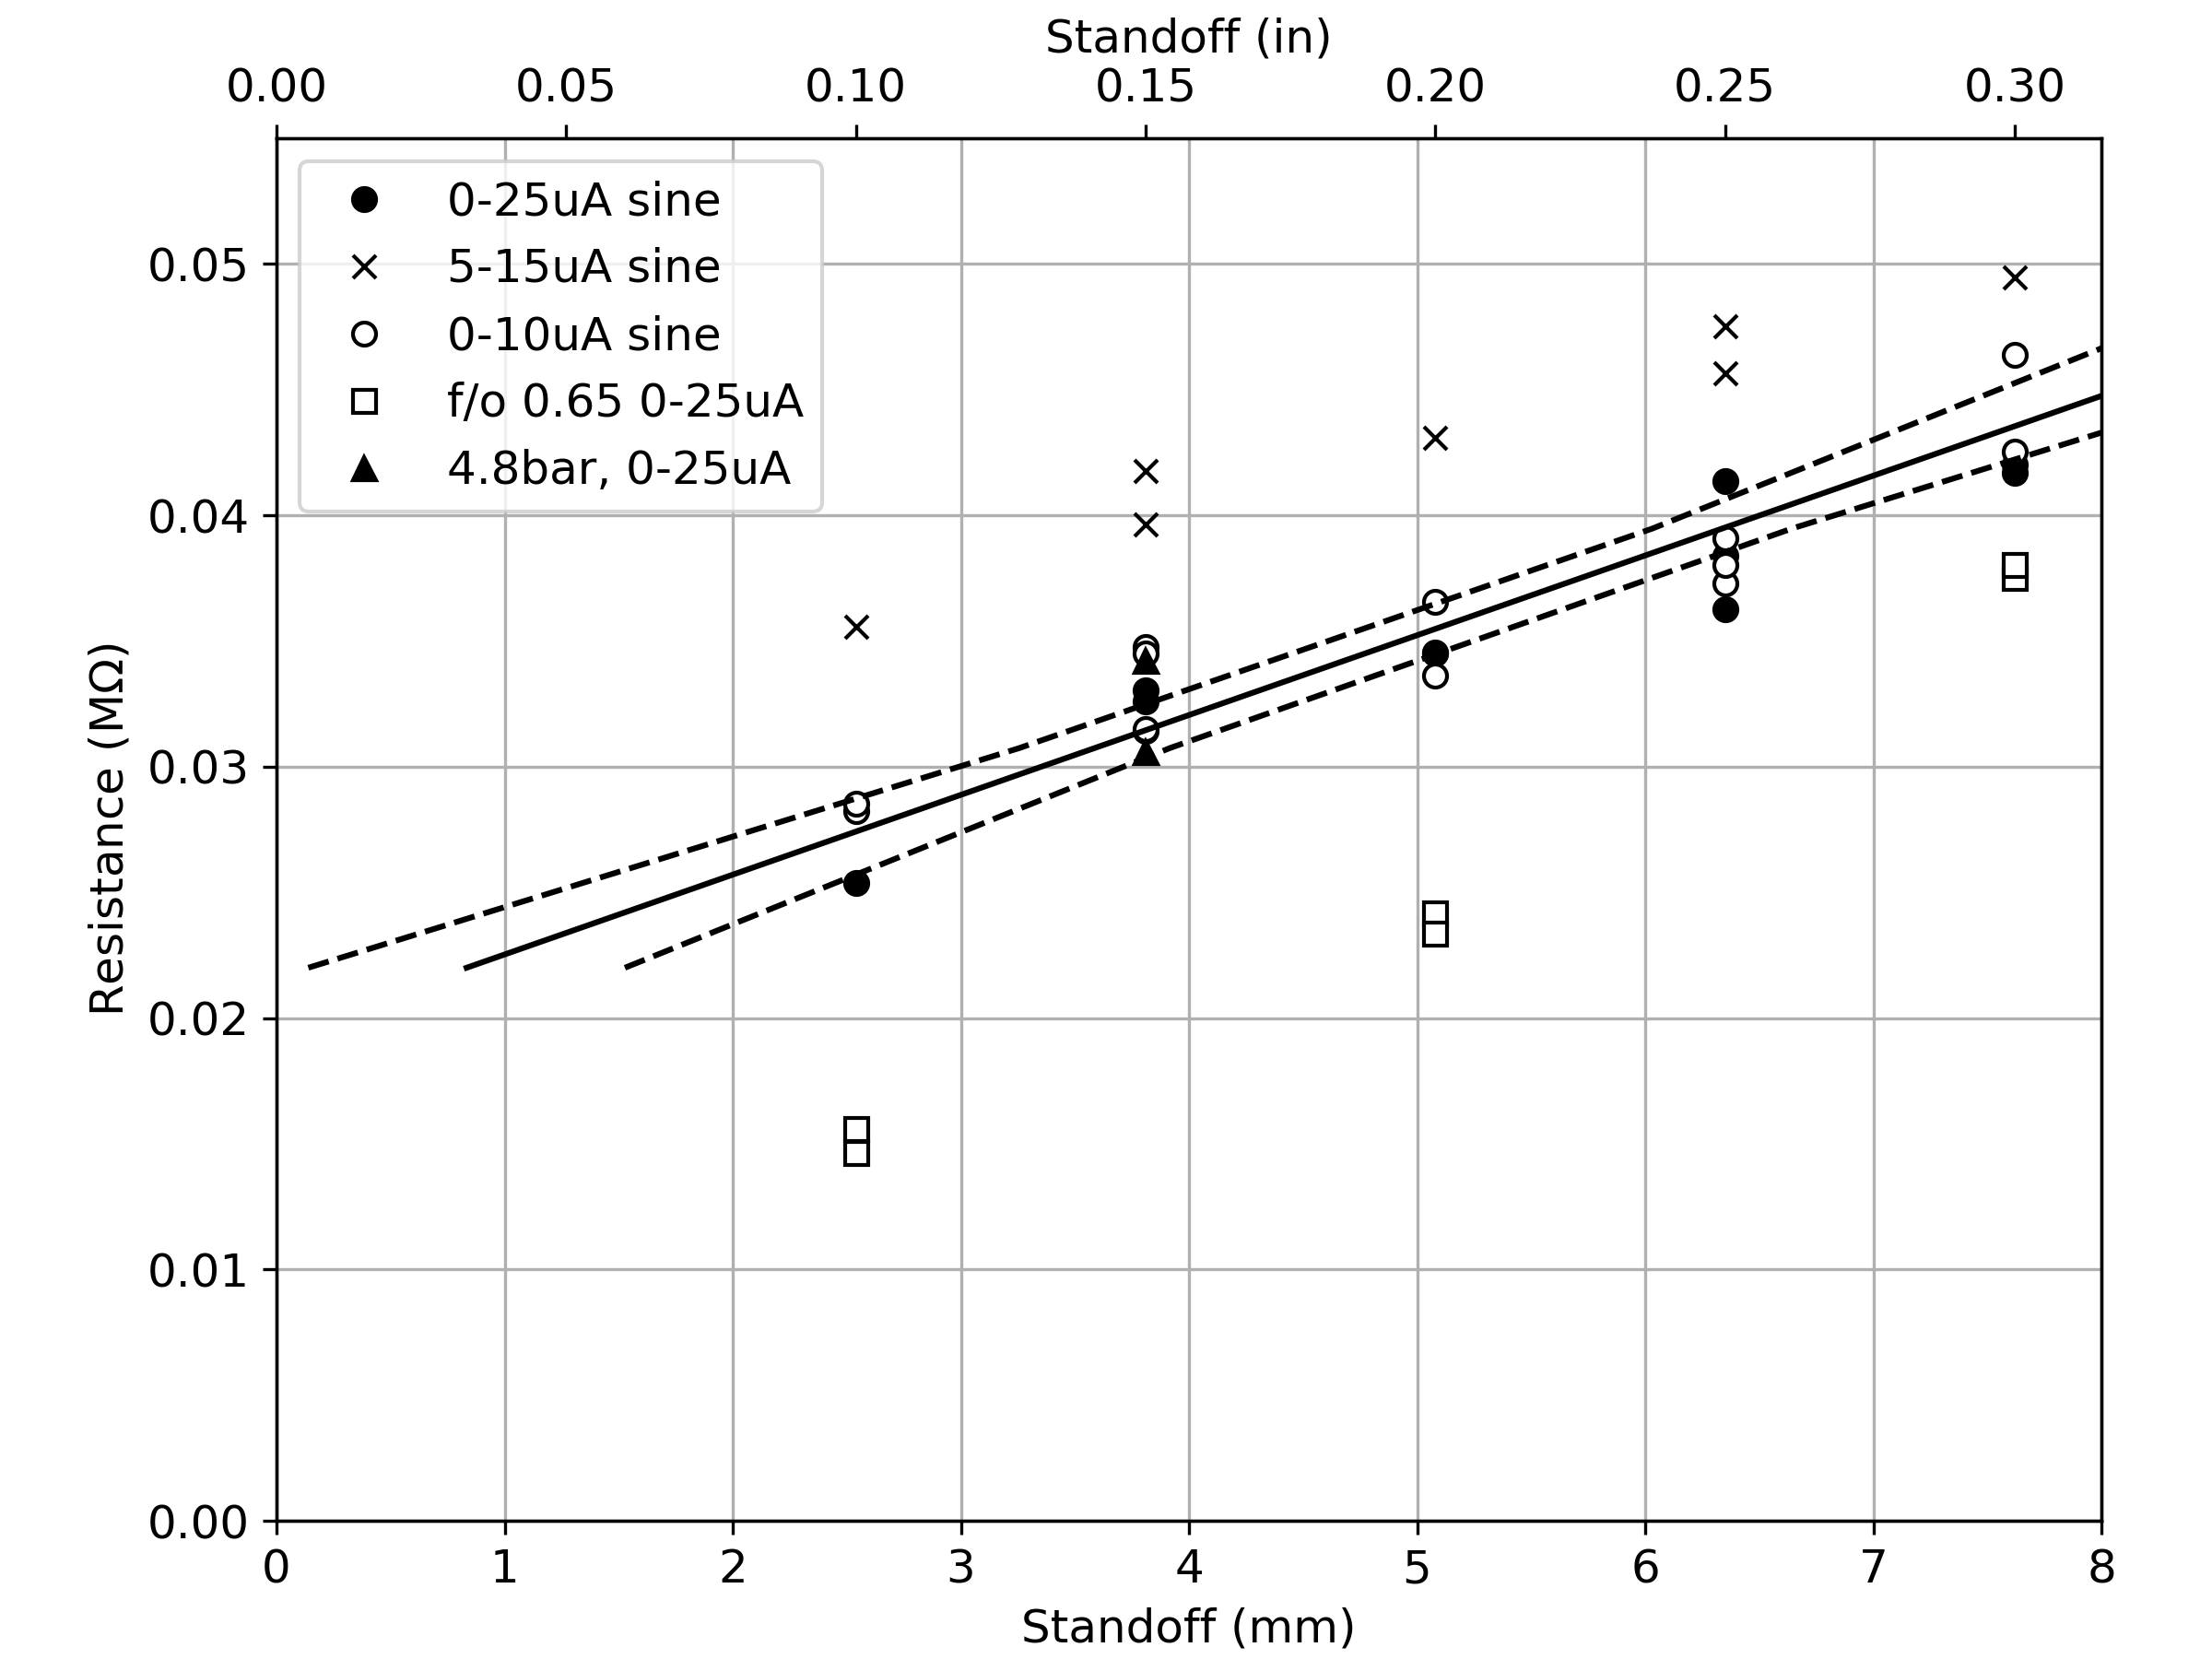 Standoff (in)
0.00 0.05 0.10 0.15 0.20 0.25 0.30
0-25uA sine
5-15uA sine
0-10uA sine
f/o 0.65 0-25uA
4.8bar, 0-25uA
Resistance (MΩ)
0.05
0.04
0.03
0.02
0.01
0.00
0 1 2 3 4 5 6 7 8
Standoff (mm)